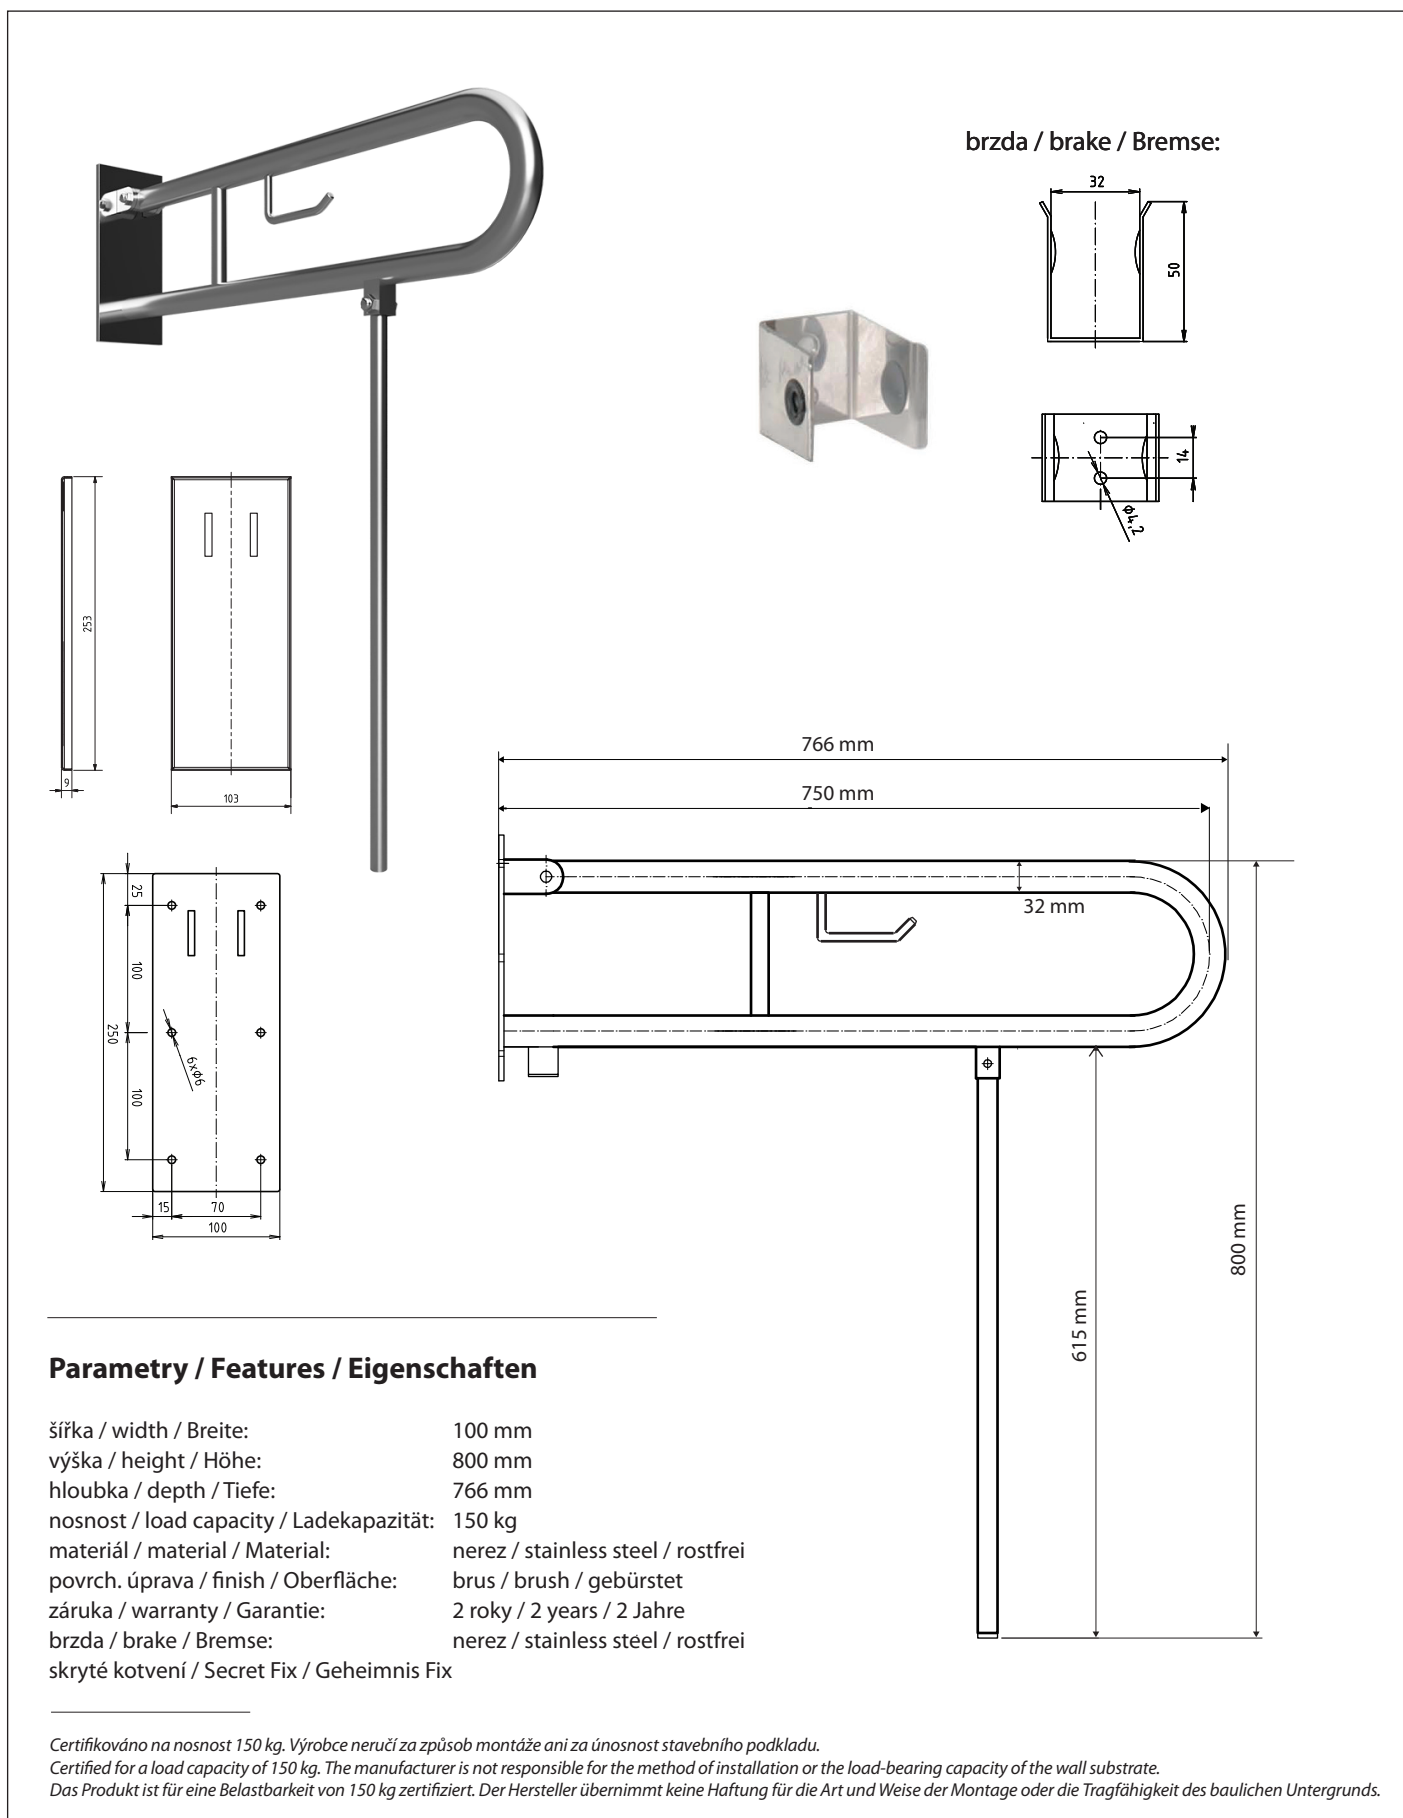 brzda / brake / Bremse:
32
50
14
ϕ4,2
253
9
103
25
100
250
6xϕ6
100
15
70
100
766 mm
750 mm
32 mm
800 mm
615 mm
Parametry / Features / Eigenschaften
šířka / width / Breite: 100 mm
výška / height / Höhe: 800 mm
hloubka / depth / Tiefe: 766 mm
nosnost / load capacity / Ladekapazität: 150 kg
materiál / material / Material: nerez / stainless steel / rostfrei
povrch. úprava / finish / Oberfläche: brus / brush / gebürstet
záruka / warranty / Garantie: 2 roky / 2 years / 2 Jahre
brzda / brake / Bremse: nerez / stainless steel / rostfrei
skryté kotvení / Secret Fix / Geheimnis Fix
Certifikováno na nosnost 150 kg. Výrobce neručí za způsob montáže ani za únosnost stavebního podkladu.
Certified for a load capacity of 150 kg. The manufacturer is not responsible for the method of installation or the load-bearing capacity of the wall substrate.
Das Produkt ist für eine Belastbarkeit von 150 kg zertifiziert. Der Hersteller übernimmt keine Haftung für die Art und Weise der Montage oder die Tragfähigkeit des baulichen Untergrunds.